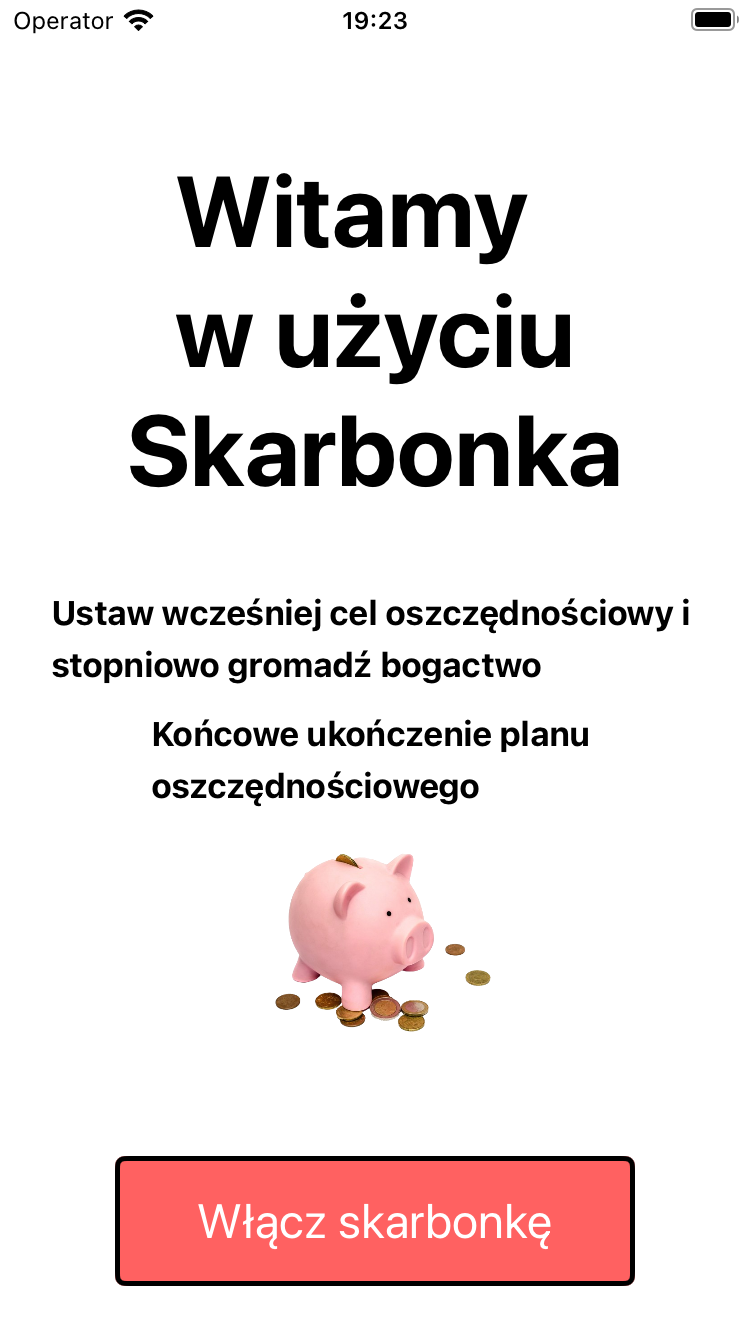 Operator 19:23
Witamy
w użyciu
Skarbonka
Ustaw wcześniej cel oszczędnościowy i
stopniowo gromadź bogactwo
Końcowe ukończenie planu
oszczędnościowego
Włącz skarbonkę